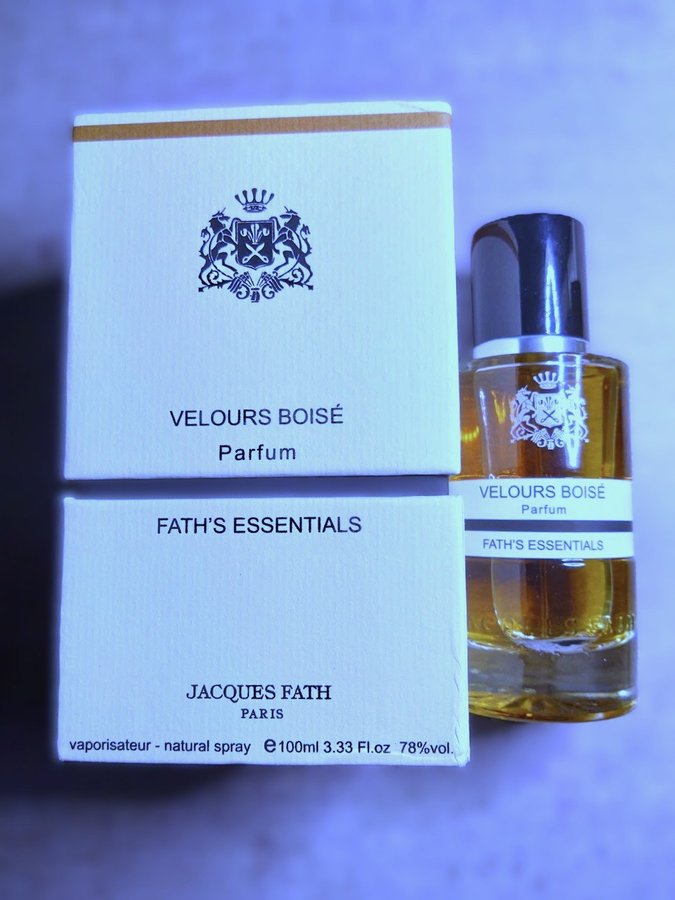 VELOURS BOISÉ
Parfum
FATH'S ESSENTIALS
JACQUES FATH
PARIS
vaporisateur - natural spray e100ml 3.33 Fl.oz 78%vol.
VELOURS BOISÉ
Parfum
FATH'S ESSENTIALS